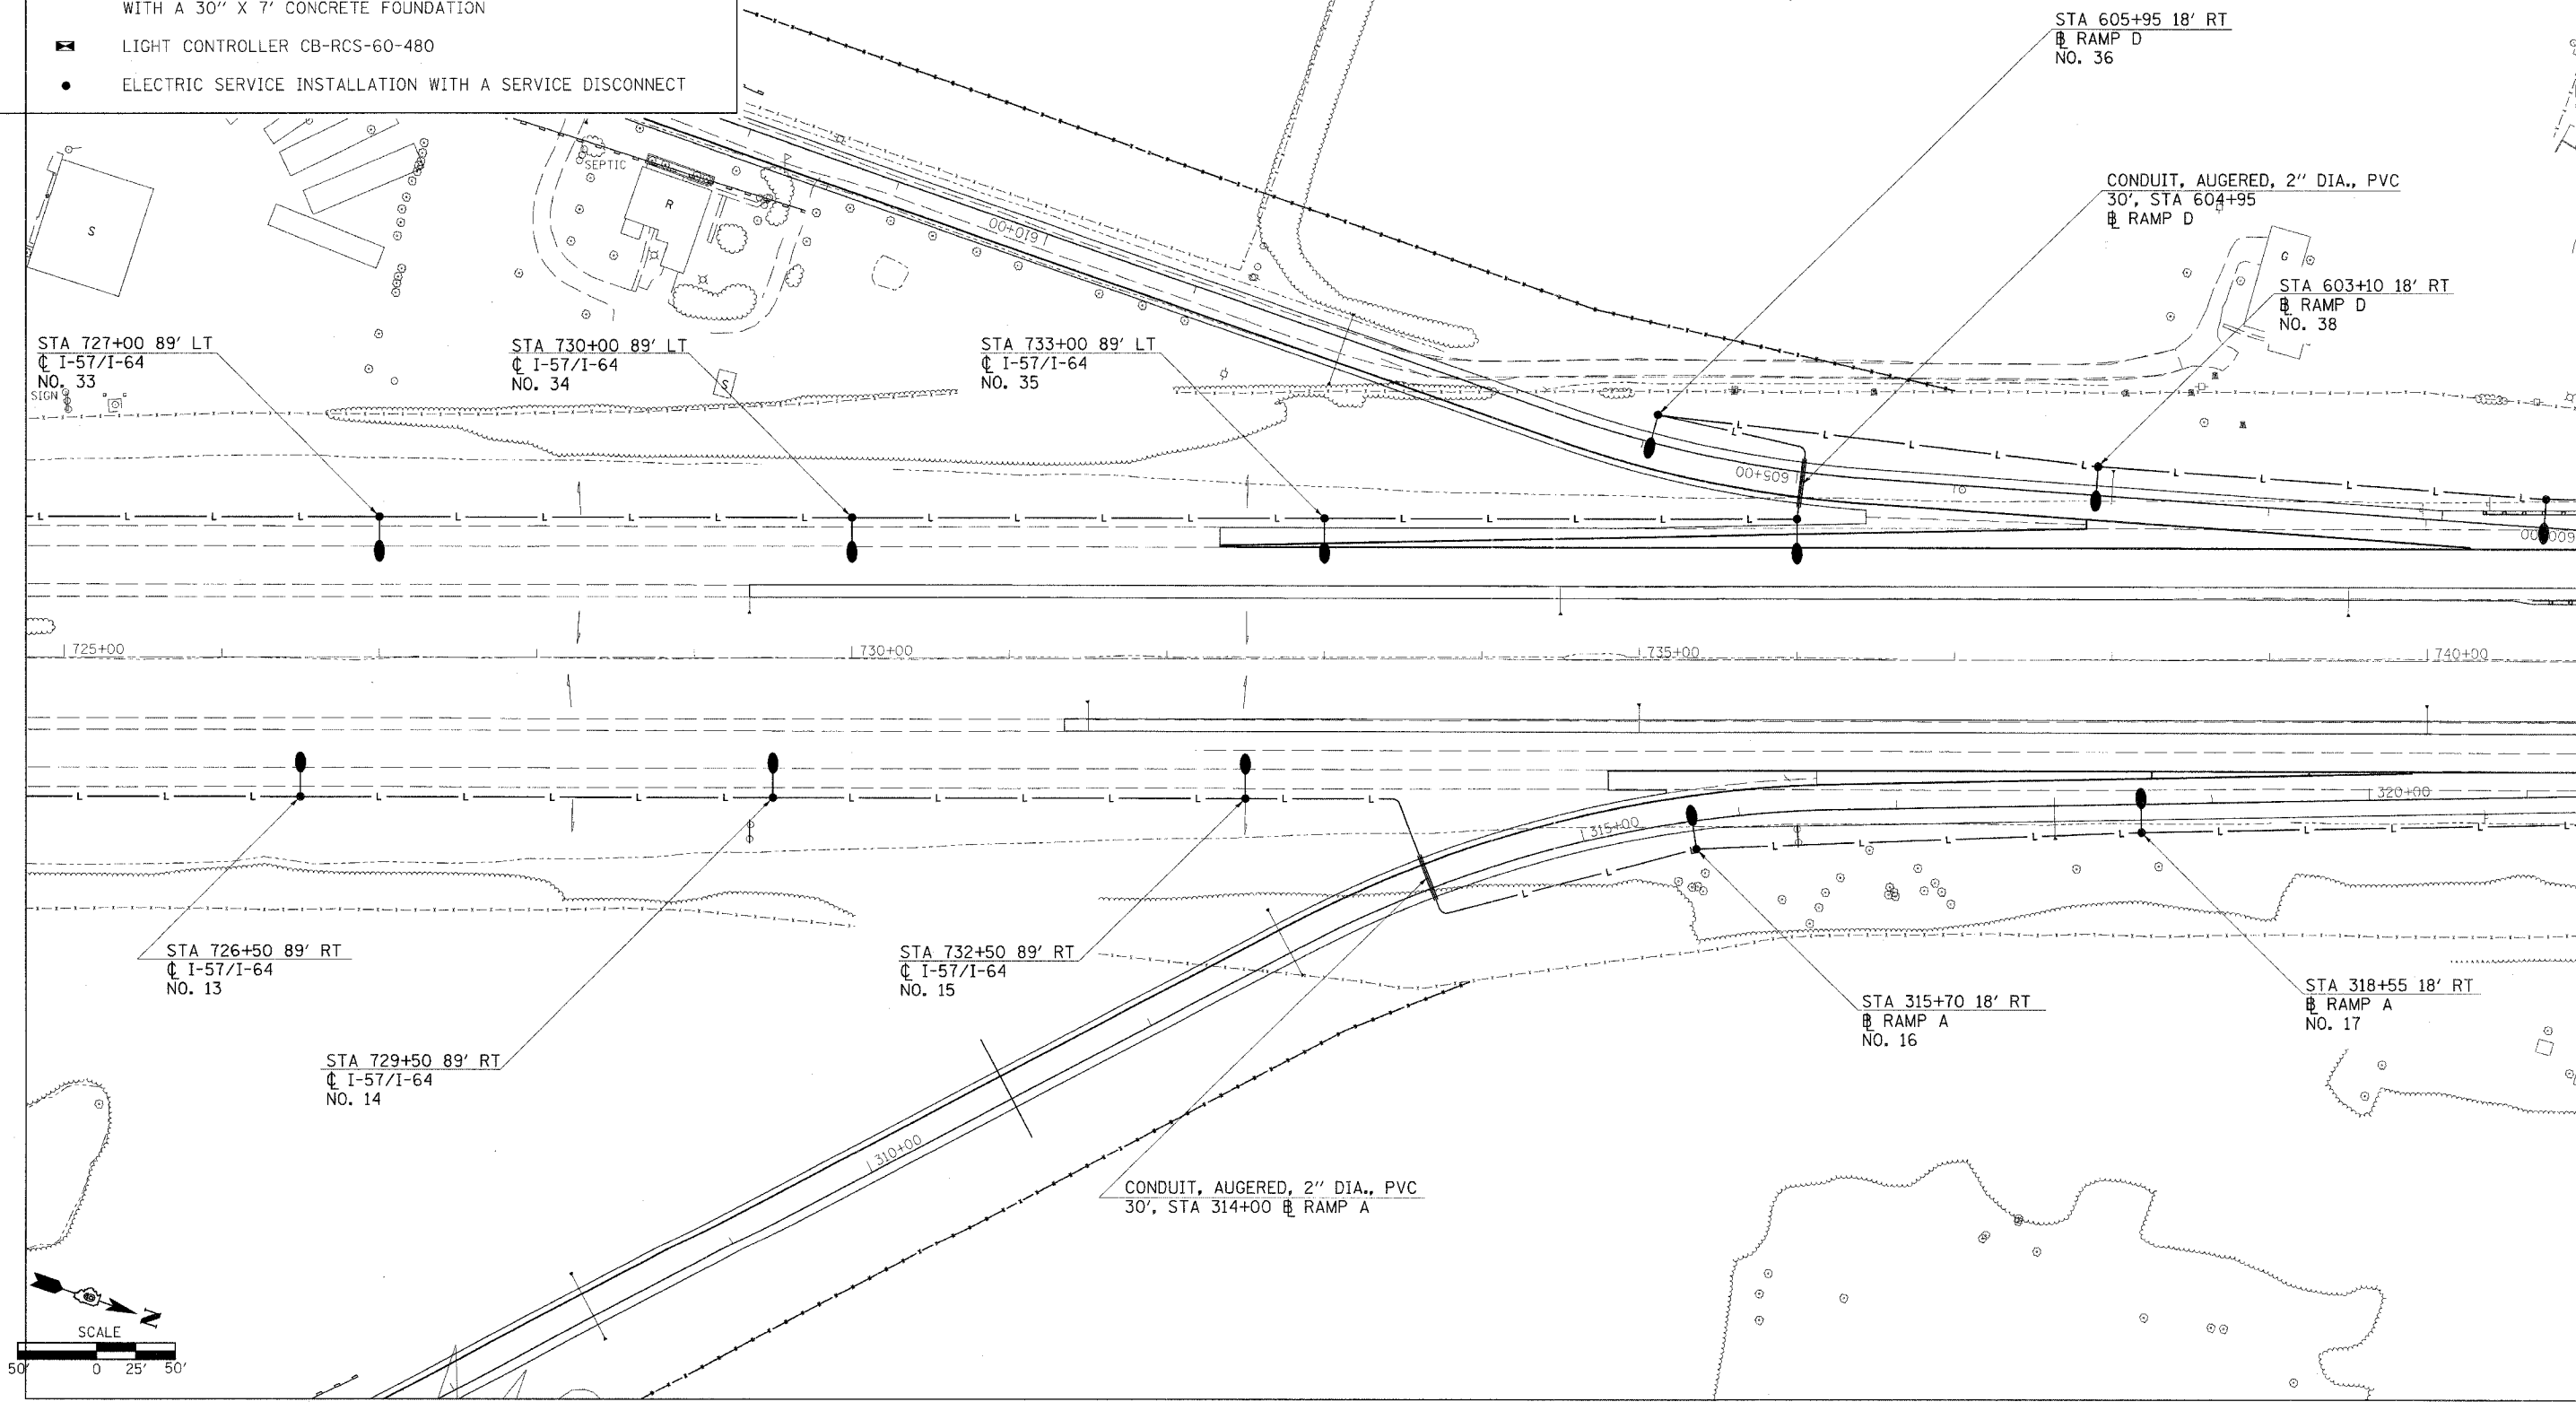 WITH A 30" X 7' CONCRETE FOUNDATION
LIGHT CONTROLLER CB-RCS-60-480
ELECTRIC SERVICE INSTALLATION WITH A SERVICE DISCONNECT
STA 605+95 18' RT
℄ RAMP D
NO. 36
CONDUIT, AUGERED, 2" DIA., PVC
30', STA 604+95
℄ RAMP D
STA 603+10 18' RT
℄ RAMP D
NO. 38
SEPTIC
R
S
G
610+00
STA 727+00 89' LT
℄ I-57/I-64
NO. 33
SIGN
STA 730+00 89' LT
℄ I-57/I-64
NO. 34
S
STA 733+00 89' LT
℄ I-57/I-64
NO. 35
605+00
600+00
725+00
730+00
735+00
740+00
315+00
320+00
310+00
STA 726+50 89' RT
℄ I-57/I-64
NO. 13
STA 729+50 89' RT
℄ I-57/I-64
NO. 14
STA 732+50 89' RT
℄ I-57/I-64
NO. 15
STA 315+70 18' RT
℄ RAMP A
NO. 16
STA 318+55 18' RT
℄ RAMP A
NO. 17
CONDUIT, AUGERED, 2" DIA., PVC
30', STA 314+00 ℄ RAMP A
N
SCALE
50' 0 25' 50'